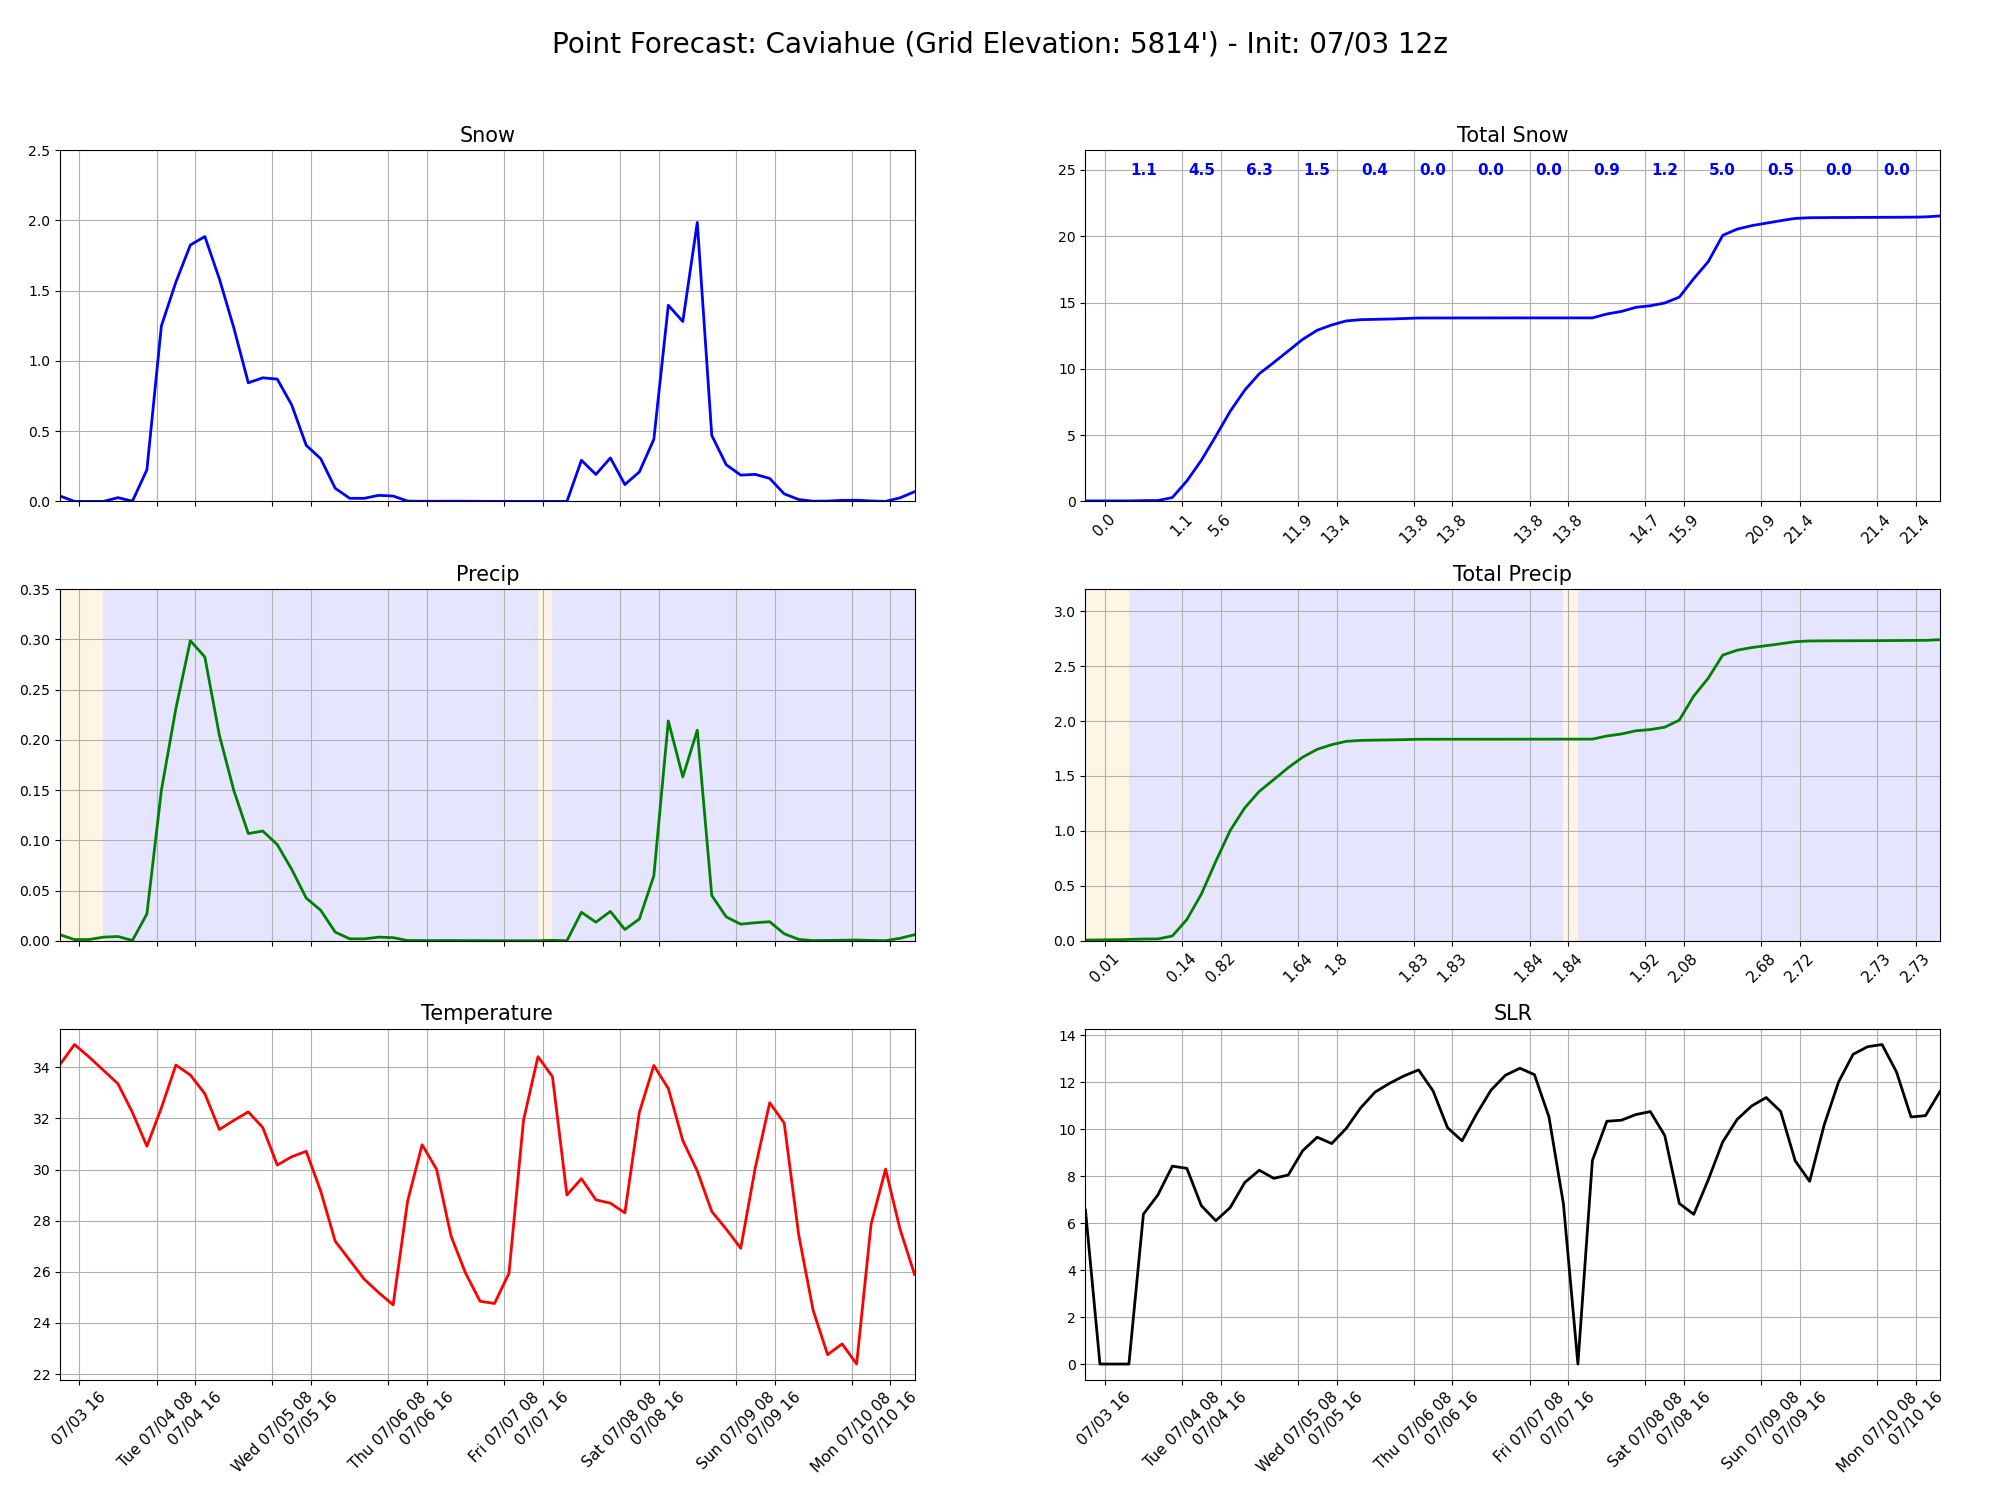 Point Forecast: Caviahue (Grid Elevation: 5814') - Init: 07/03 12z
Snow
2.5
2.0
1.5
1.0
0.5
0.0
Total Snow
1.1 4.5 6.3 1.5 0.4 0.0 0.0 0.0 0.9 1.2 5.0 0.5 0.0 0.0
25
20
15
10
5
0
0.0 1.1 5.6 11.9 13.4 13.8 13.8 13.8 13.8 14.7 15.9 20.9 21.4 21.4 21.4
Precip
0.35
0.30
0.25
0.20
0.15
0.10
0.05
0.00
Total Precip
3.0
2.5
2.0
1.5
1.0
0.5
0.0
0.01 0.14 0.82 1.64 1.8 1.83 1.83 1.84 1.84 1.92 2.08 2.68 2.72 2.73 2.73
Temperature
34
32
30
28
26
24
22
07/03 16
Tue 07/04 08
07/04 16
Wed 07/05 08
07/05 16
Thu 07/06 08
07/06 16
Fri 07/07 08
07/07 16
Sat 07/08 08
07/08 16
Sun 07/09 08
07/09 16
Mon 07/10 08
07/10 16
SLR
14
12
10
8
6
4
2
0
07/03 16
Tue 07/04 08
07/04 16
Wed 07/05 08
07/05 16
Thu 07/06 08
07/06 16
Fri 07/07 08
07/07 16
Sat 07/08 08
07/08 16
Sun 07/09 08
07/09 16
Mon 07/10 08
07/10 16